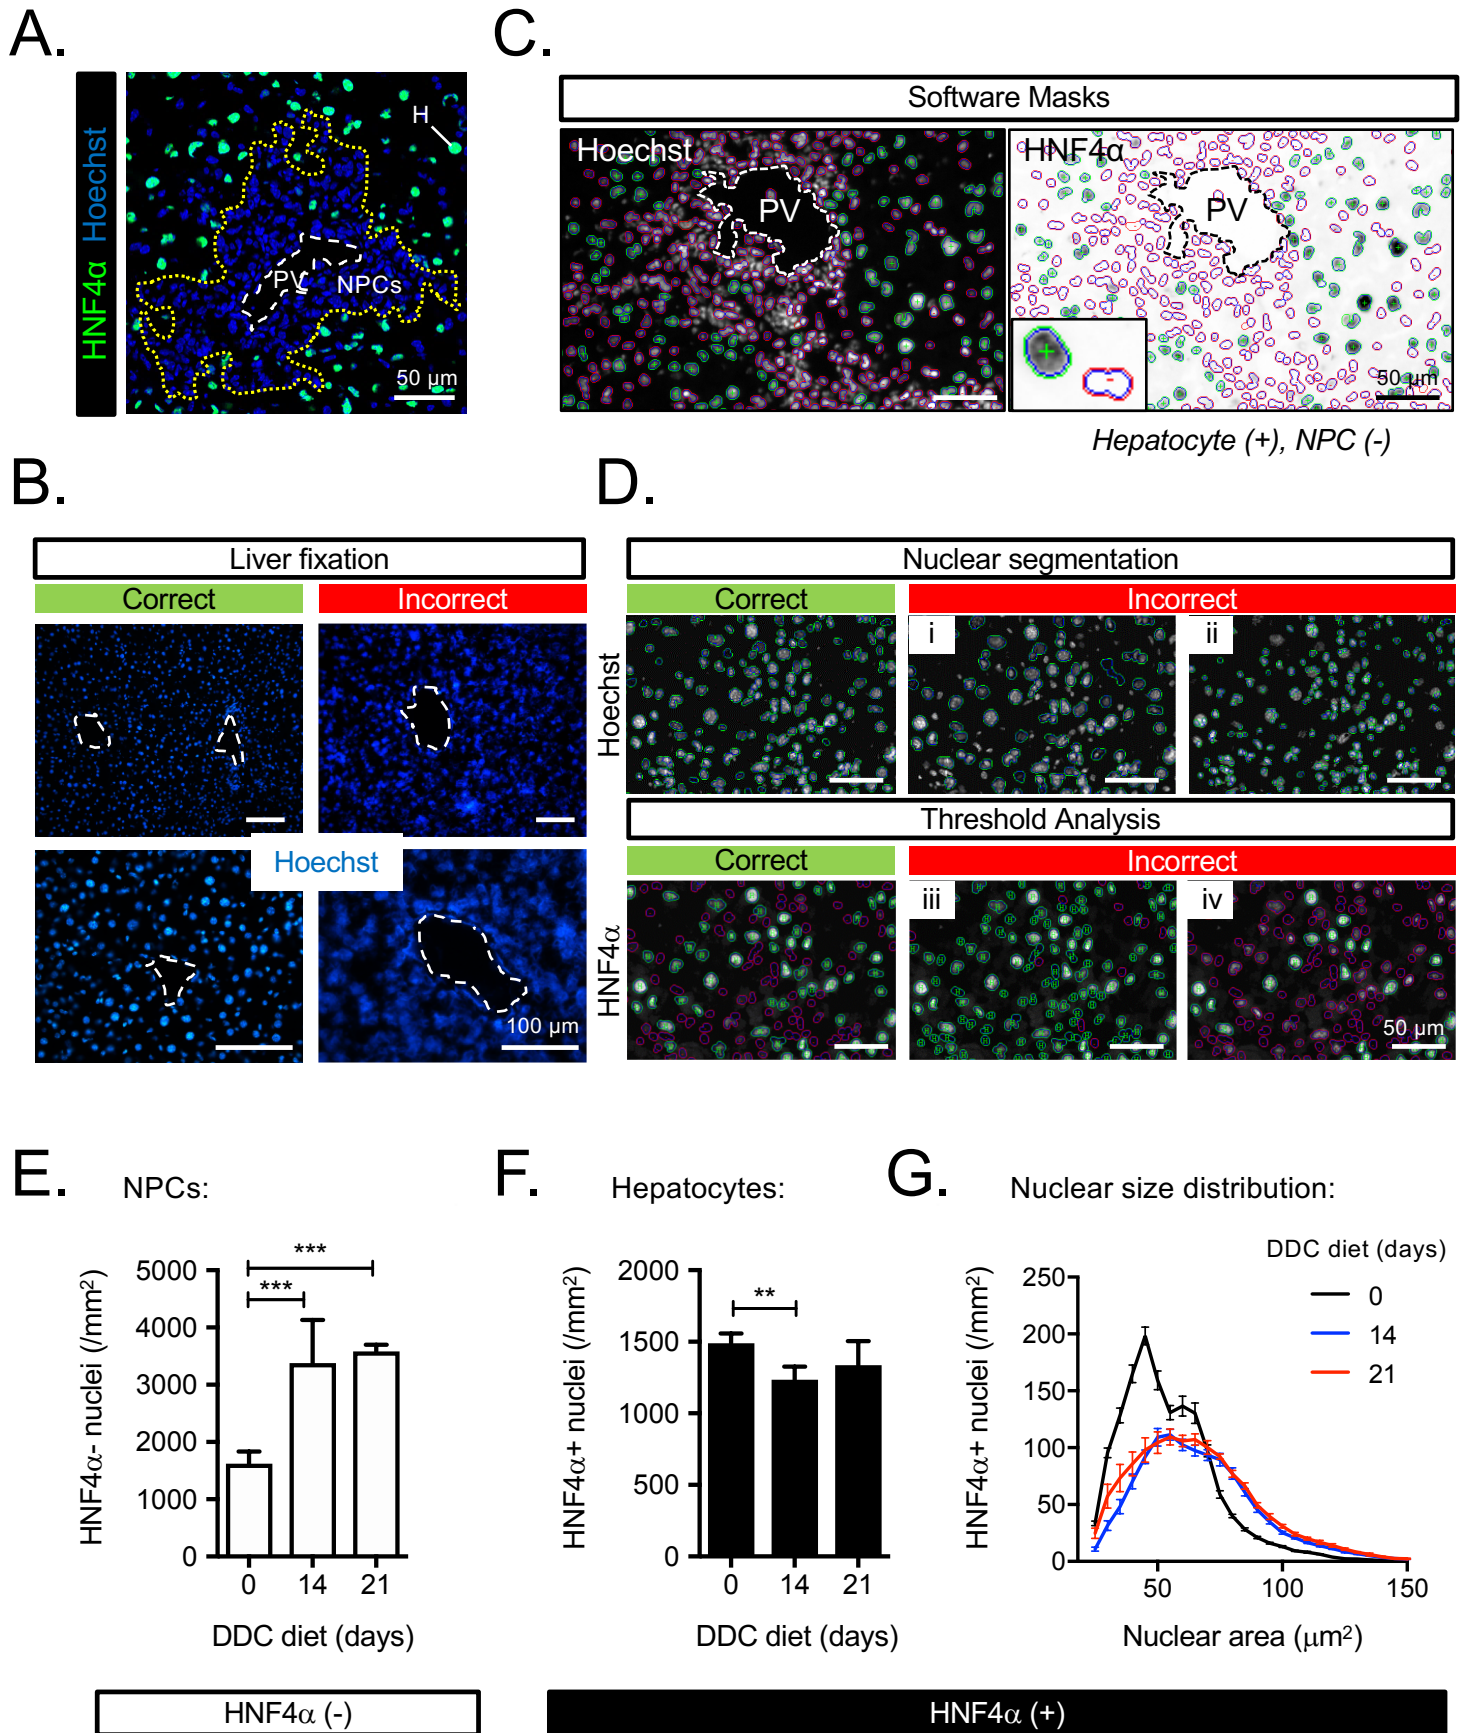 A.
HNF4α Hoechst
H
PV
NPCs
50 µm
C.
Software Masks
Hoechst
PV
HNF4α
PV
+
-
50 µm
Hepatocyte (+), NPC (-)
B.
Liver fixation
Correct
Incorrect
Hoechst
100 µm
D.
Nuclear segmentation
Correct
Incorrect
Hoechst
i
ii
Threshold Analysis
Correct
Incorrect
HNF4α
iii
iv
50 µm
E.
NPCs:
HNF4α- nuclei (/mm²)
5000
4000
3000
2000
1000
0
***
***
0
14
21
DDC diet (days)
HNF4α (-)
F.
Hepatocytes:
HNF4α+ nuclei (/mm²)
2000
1500
1000
500
0
**
0
14
21
DDC diet (days)
G.
Nuclear size distribution:
DDC diet (days)
0
14
21
HNF4α+ nuclei (/mm²)
250
200
150
100
50
0
50
100
150
Nuclear area (µm²)
HNF4α (+)